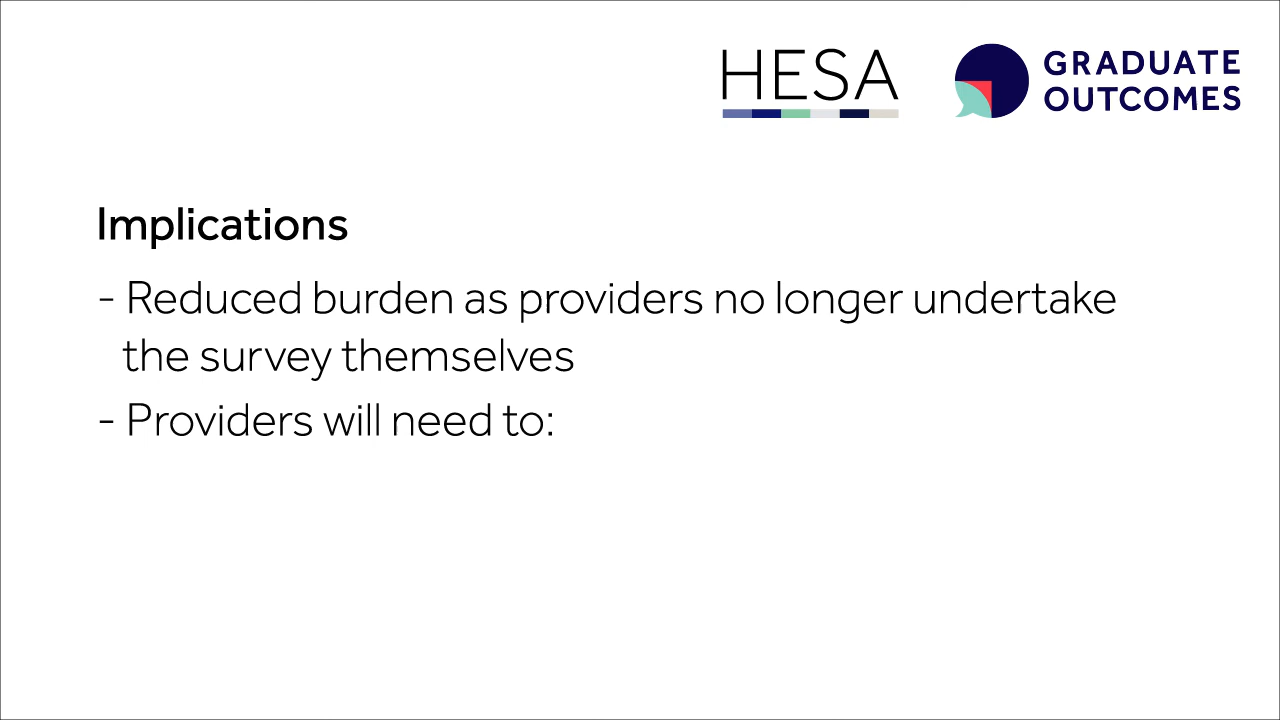 HESA
GRADUATE
OUTCOMES
Implications
- Reduced burden as providers no longer undertake
the survey themselves
- Providers will need to: